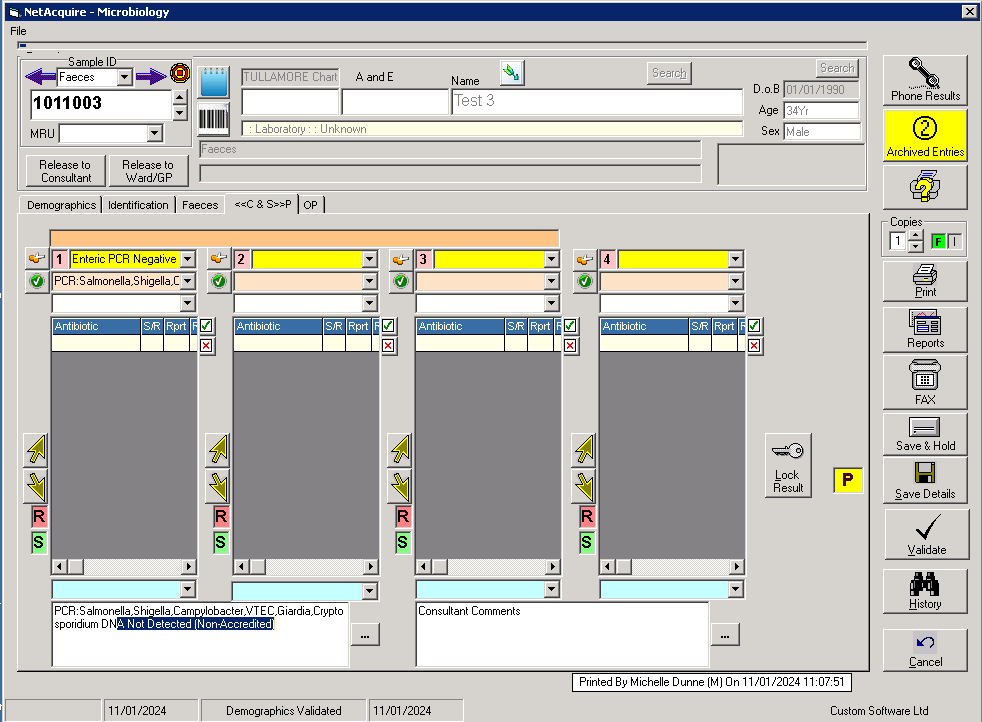 NetAcquire - Microbiology
File
Sample ID
Faeces
1011003
MRU
TULLAMORE Chart
A and E
Name
Search
Search
Test 3
D.o.B 01/01/1990
Age 34Yr
Sex Male
: Laboratory : : Unknown
Faeces
Release to Consultant
Release to Ward/GP
Demographics
Identification
Faeces
<<C & S>>P
OP
1 Enteric PCR Negative
2
3
4
PCR:Salmonella,Shigella,C
Antibiotic S/R Rprt R
Antibiotic S/R Rprt R
Antibiotic S/R Rprt R
Antibiotic S/R Rprt R
R
S
R
S
R
S
R
S
Lock Result
P
PCR:Salmonella,Shigella,Campylobacter,VTEC,Giardia,Crypto
sporidium DNA Not Detected (Non-Accredited)
...
Consultant Comments
...
Phone Results
2
Archived Entries
?
Copies
1
F
I
Print
Reports
FAX
Save & Hold
Save Details
Validate
History
Cancel
Printed By Michelle Dunne (M) On 11/01/2024 11:07:51
11/01/2024
Demographics Validated
11/01/2024
Custom Software Ltd